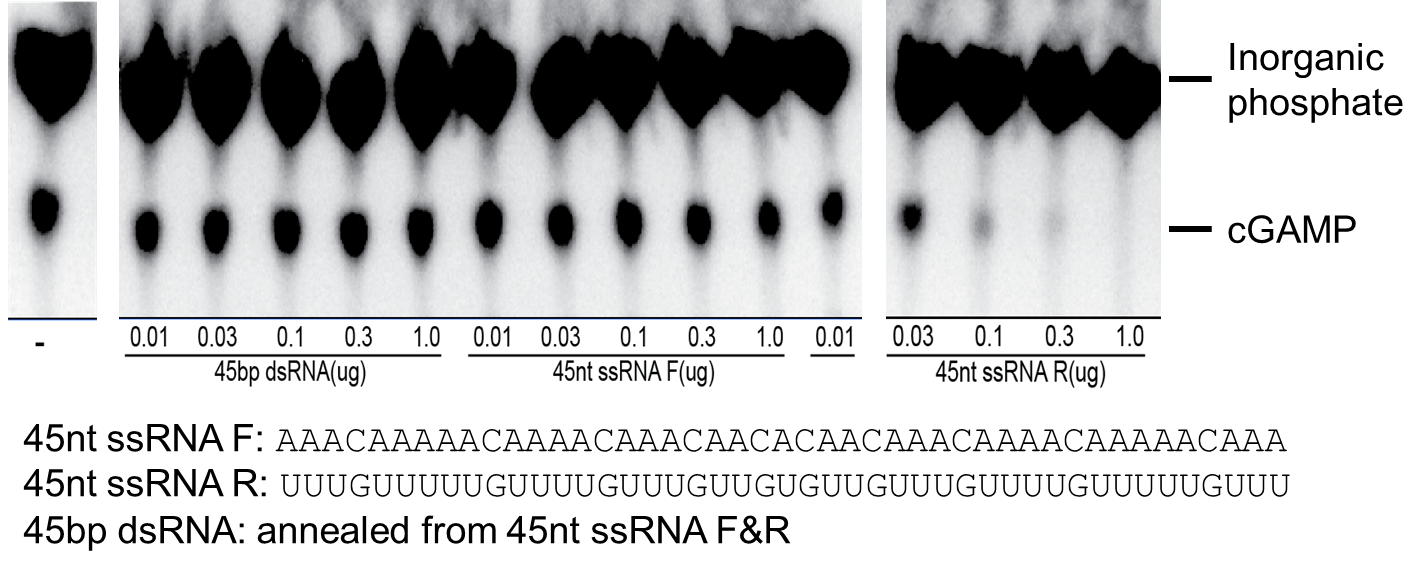 Inorganic
phosphate
cGAMP
- 0.01 0.03 0.1 0.3 1.0 0.01 0.03 0.1 0.3 1.0 0.01 0.03 0.1 0.3 1.0
45bp dsRNA(ug) 45nt ssRNA F(ug) 45nt ssRNA R(ug)
45nt ssRNA F: AAACAAAAACAAAACAAACAACACAACAAACAAAACAAAAACAAA
45nt ssRNA R: UUUGUUUUUGUUUUGUUUGUUGUGUUGUUUGUUUUGUUUUUGUUU
45bp dsRNA: annealed from 45nt ssRNA F&R